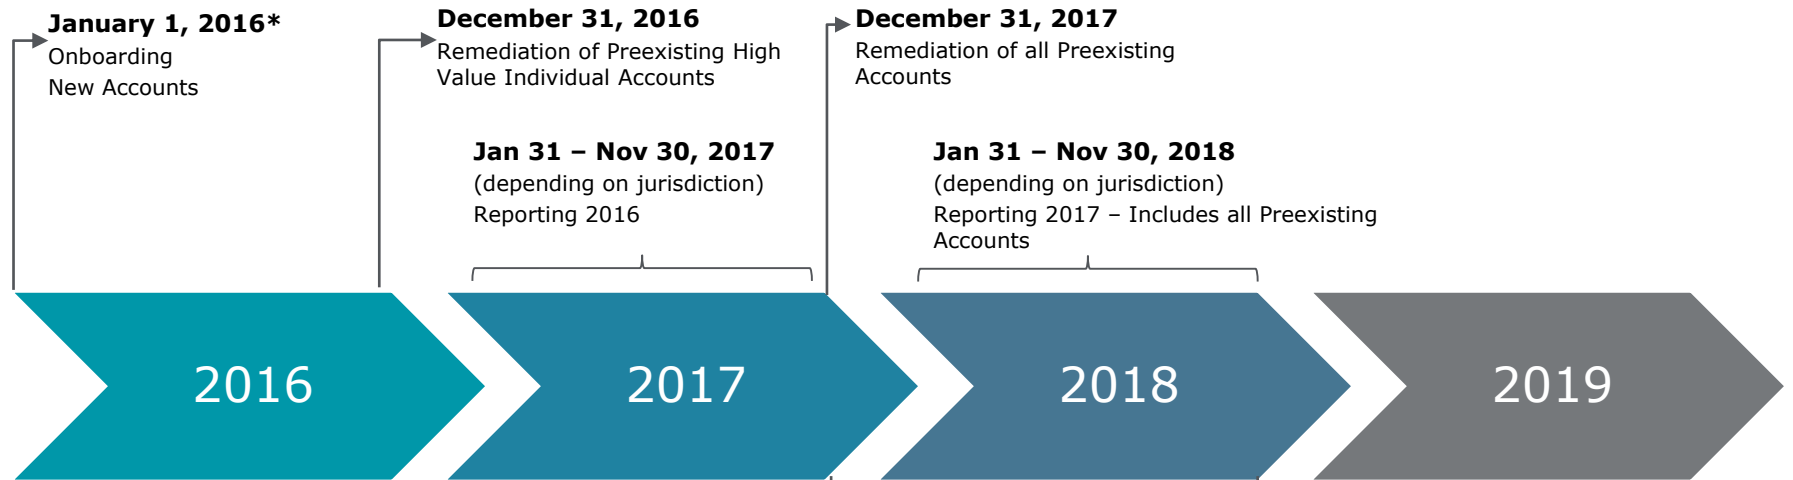 January 1, 2016*
Onboarding
New Accounts
December 31, 2016
Remediation of Preexisting High
Value Individual Accounts
December 31, 2017
Remediation of all Preexisting
Accounts
Jan 31 – Nov 30, 2017
(depending on jurisdiction)
Reporting 2016
Jan 31 – Nov 30, 2018
(depending on jurisdiction)
Reporting 2017 – Includes all Preexisting
Accounts
2016
2017
2018
2019